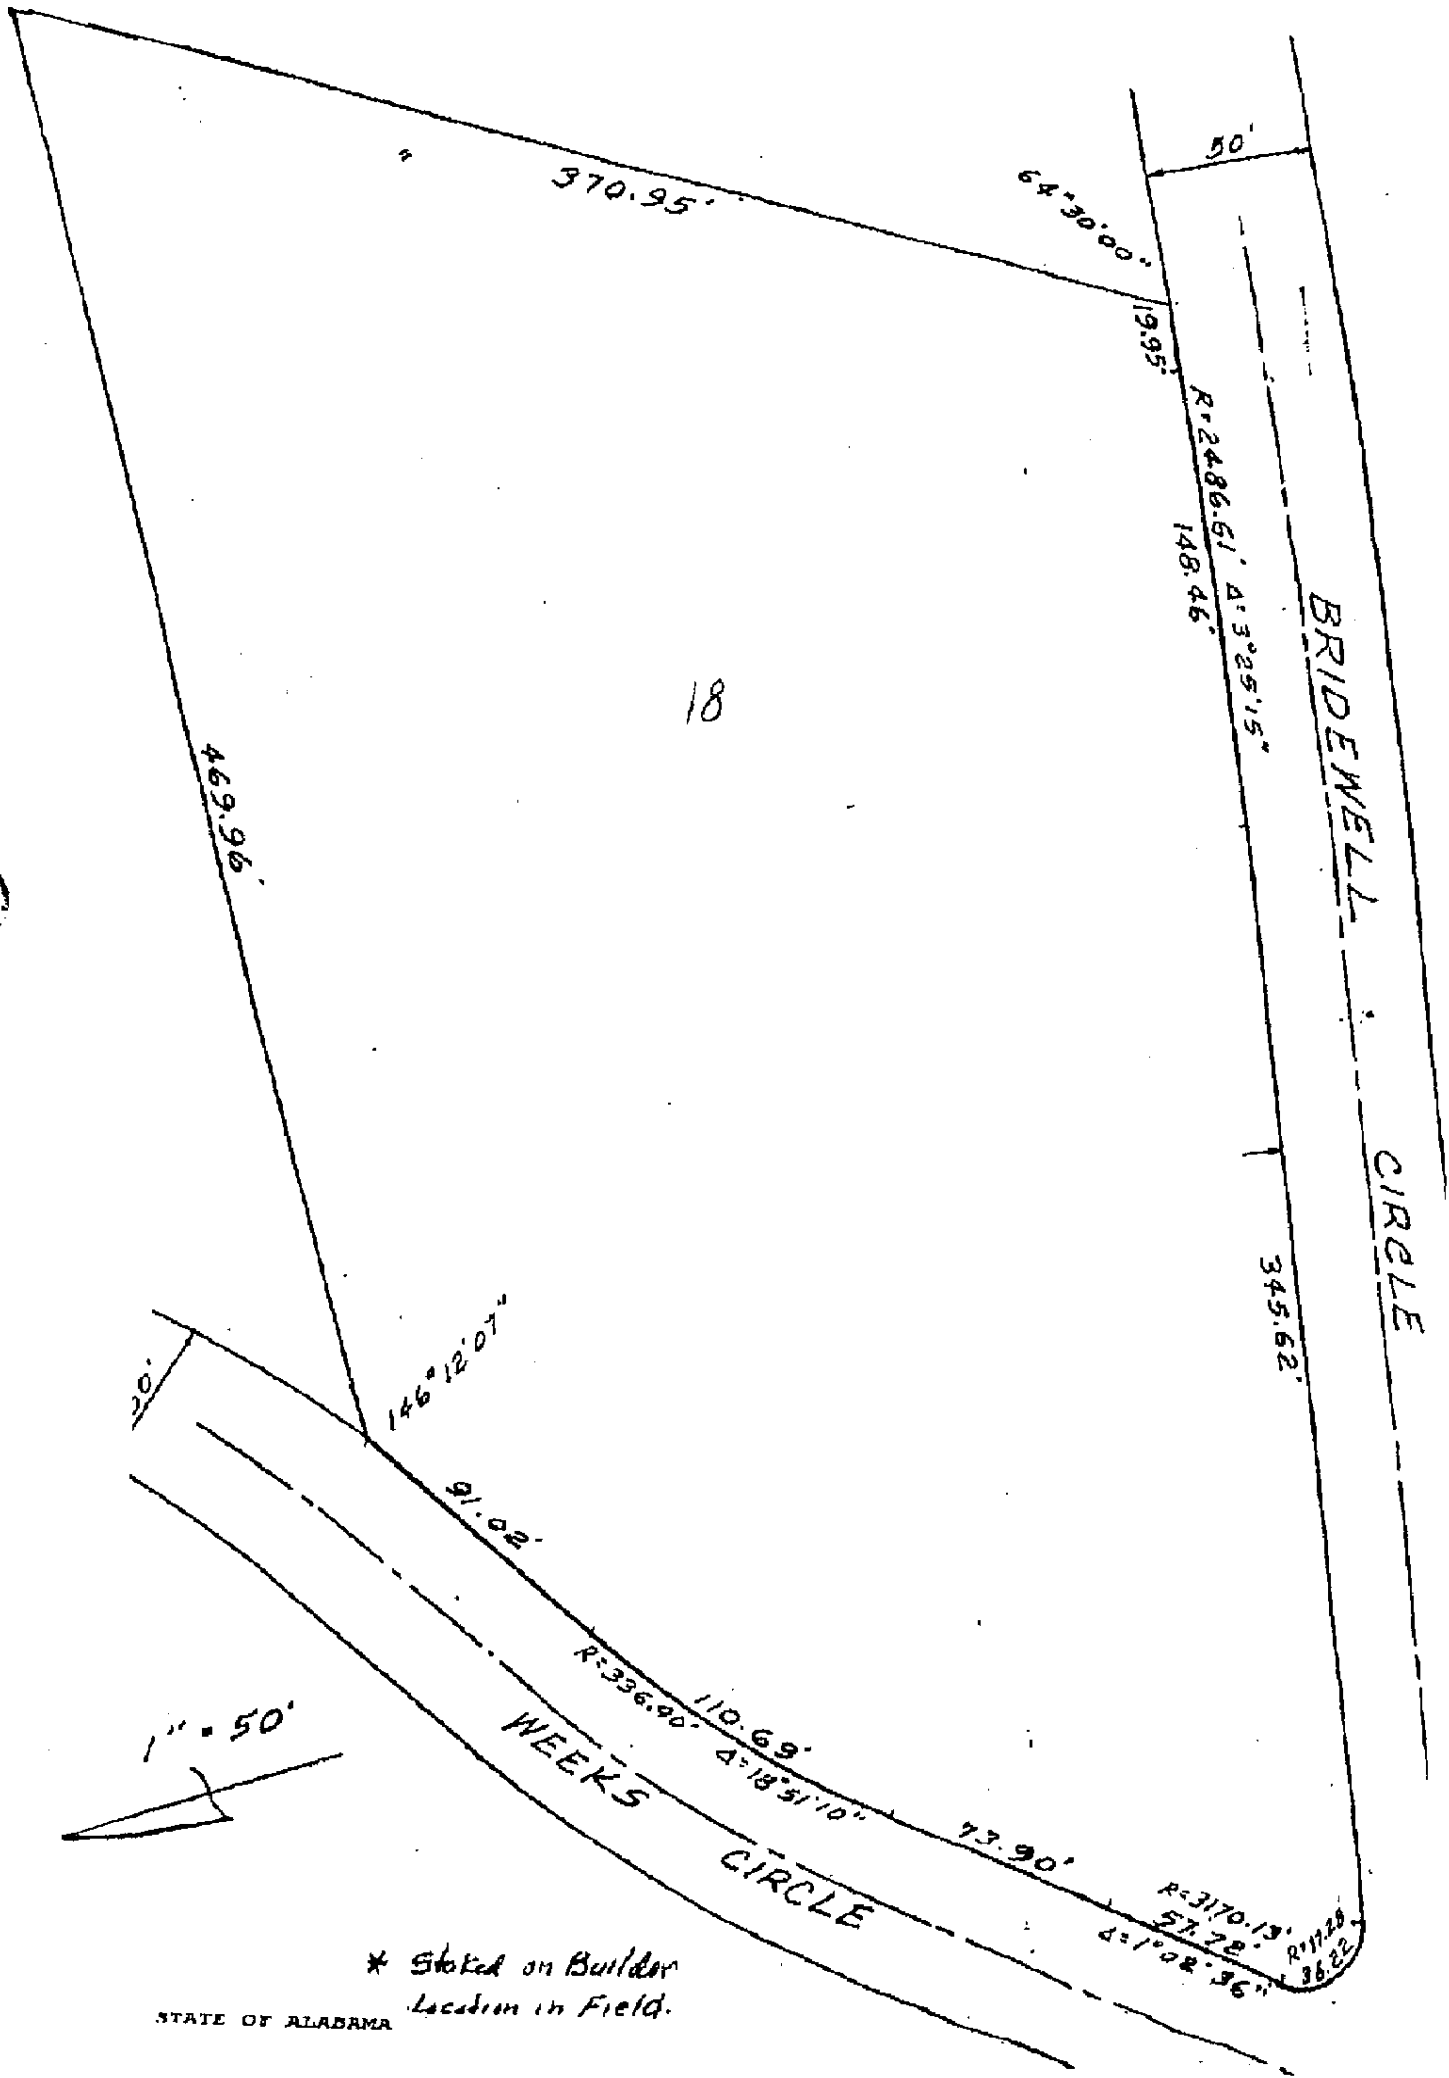 50'
370.95'
64°30'00"
19.95'
R=2486.61' Δ=3°25'15"
148.46'
18
BRIDEWELL CIRCLE
469.96'
345.62'
146°12'07"
91.02'
R=336.40'
110.69'
Δ=18°51'10"
WEEKS CIRCLE
73.90'
R=3170.13'
57.72'
Δ=1°02'36"
36.22
1" = 50'
* Staked on Builder
Location in Field.
STATE OF ALABAMA